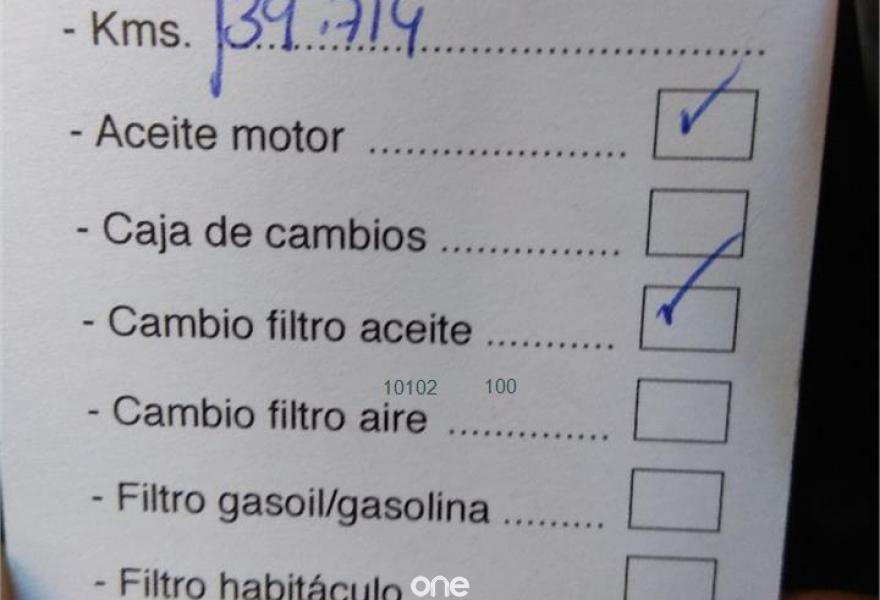 - Kms. 139.714
- Aceite motor ......................
- Caja de cambios ...............
- Cambio filtro aceite ...........
10102 100
- Cambio filtro aire ..............
- Filtro gasoil/gasolina .........
- Filtro habitáculo
one